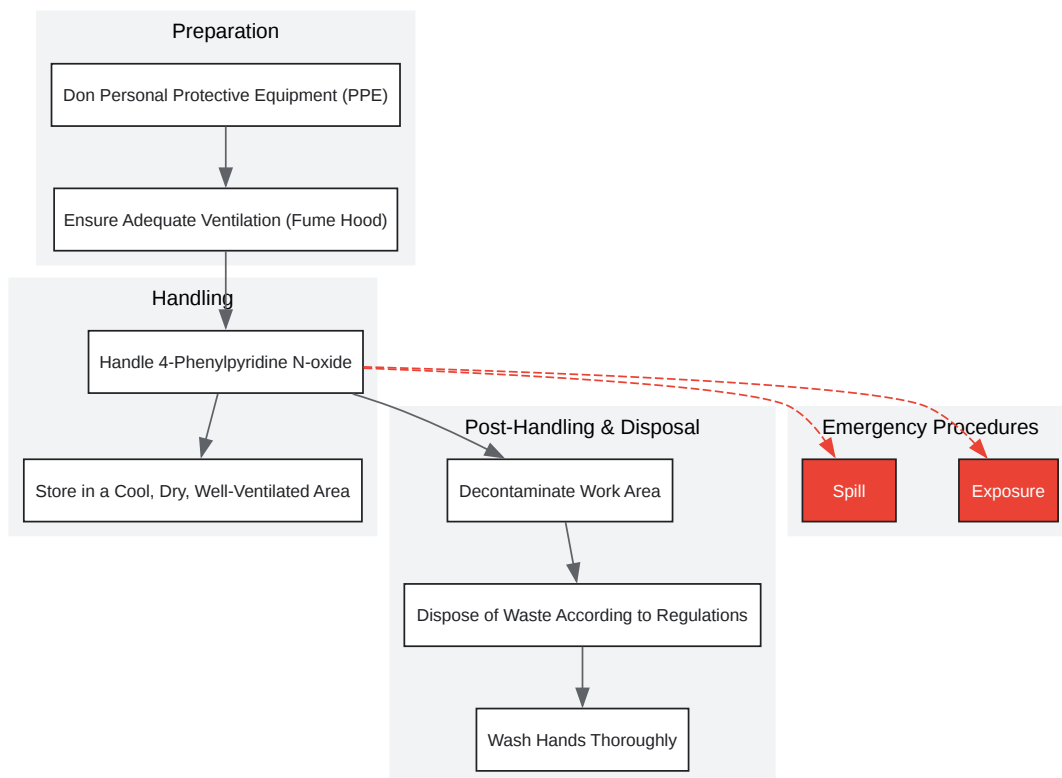 Preparation
Don Personal Protective Equipment (PPE)
Ensure Adequate Ventilation (Fume Hood)
Handling
Handle 4-Phenylpyridine N-oxide
Store in a Cool, Dry, Well-Ventilated Area
Post-Handling & Disposal
Decontaminate Work Area
Dispose of Waste According to Regulations
Wash Hands Thoroughly
Emergency Procedures
Spill
Exposure